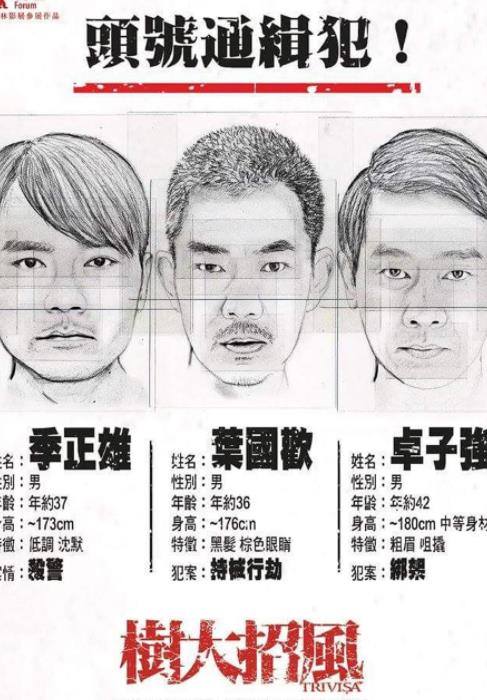 Forum
林影展參展作品
頭號通緝犯！
姓名：季正雄
性別：男
年齡：年約37
身高：~173cm
特徵：低調 沈默
案情：殺警
姓名：葉國歡
性別：男
年齡：年約36
身高：~176cm
特徵：黑髮 棕色眼睛
犯案：持械行劫
姓名：卓子強
性別：男
年齡：年約42
身高：~180cm 中等身材
特徵：粗眉 咀撬
犯案：綁架
樹大招風
TRIVISA